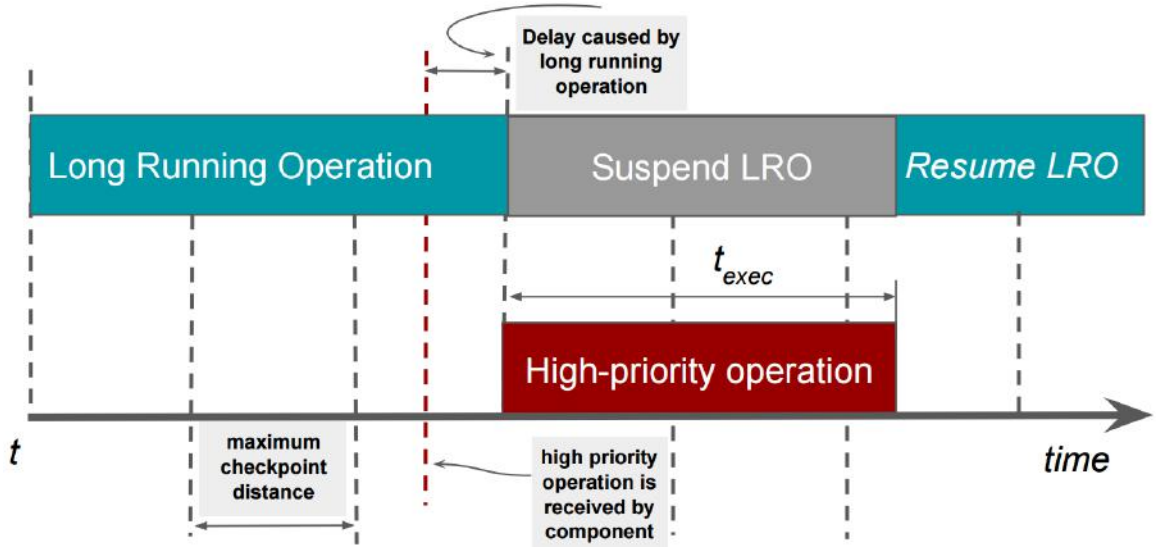 Delay caused by
long running
operation
Long Running Operation
Suspend LRO
Resume LRO
t_exec
High-priority operation
t
time
maximum
checkpoint
distance
high priority
operation is
received by
component